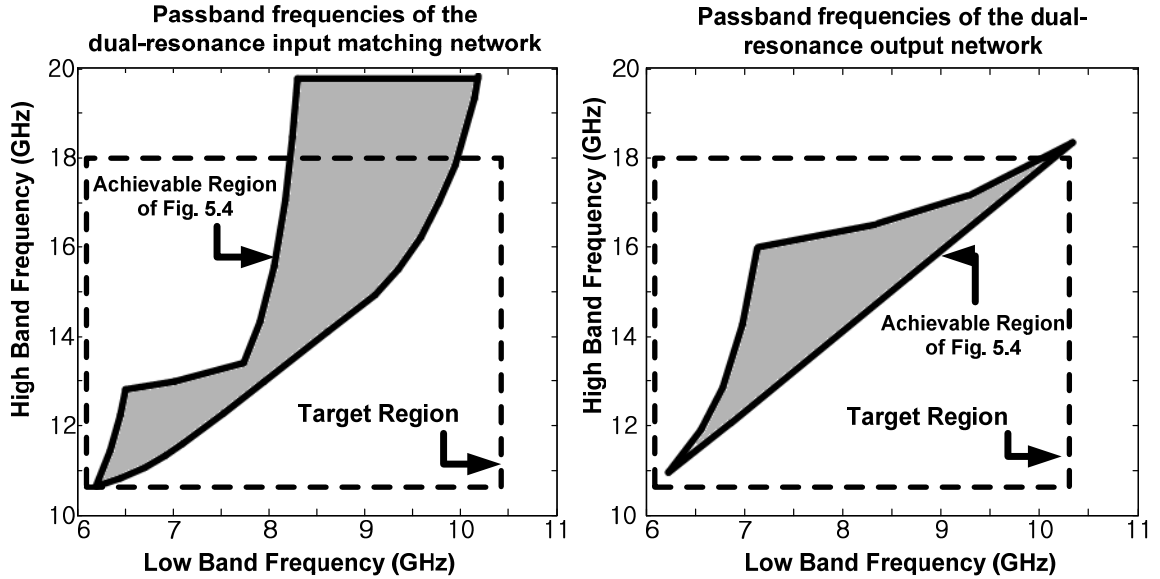 Passband frequencies of the
dual-resonance input matching network
High Band Frequency (GHz)
20
18
16
14
12
10
Achievable Region
of Fig. 5.4
Target Region
6
7
8
9
10
11
Low Band Frequency (GHz)
Passband frequencies of the dual-
resonance output network
High Band Frequency (GHz)
20
18
16
14
12
10
Achievable Region
of Fig. 5.4
Target Region
6
7
8
9
10
11
Low Band Frequency (GHz)